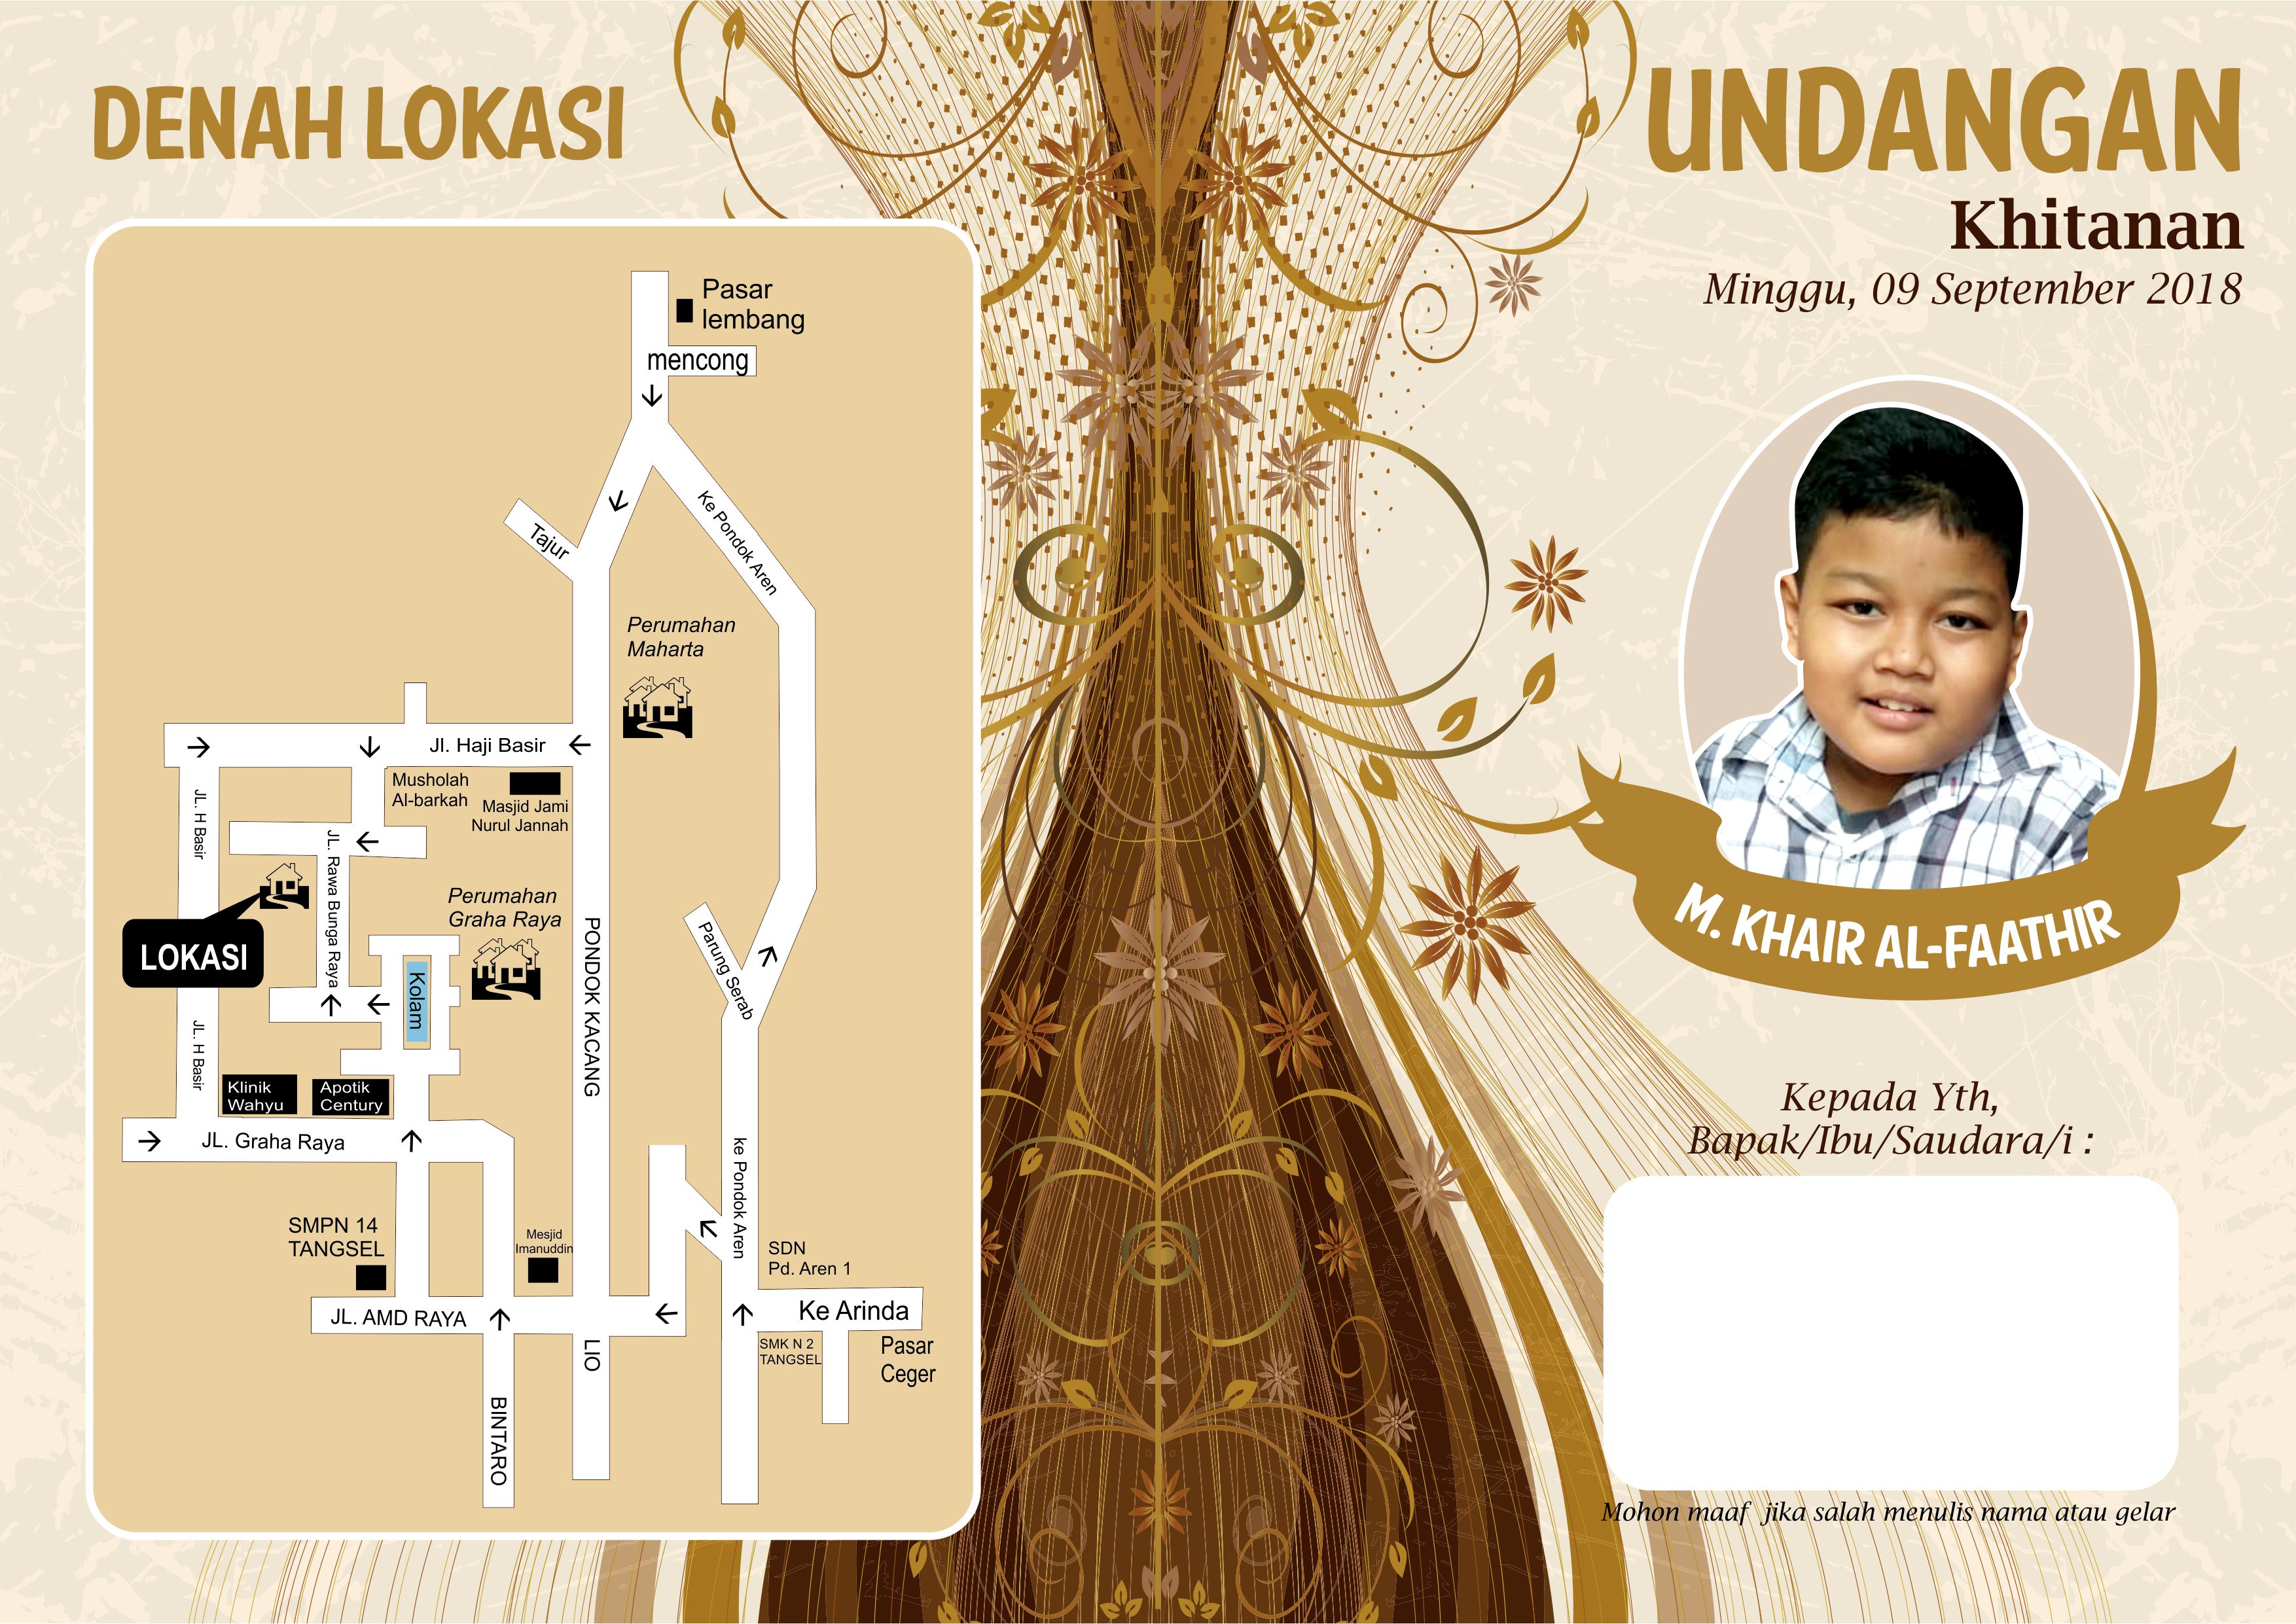 DENAH LOKASI
Pasar
lembang
mencong
Ke Pondok Aren
Tajur
Perumahan
Maharta
Jl. Haji Basir
Musholah
Al-barkah
Masjid Jami
Nurul Jannah
JL. H Basir
JL. Rawa Bunga Raya
Perumahan
Graha Raya
LOKASI
Kolam
PONDOK KACANG
Parung Serab
JL. H Basir
Klinik
Wahyu
Apotik
Century
JL. Graha Raya
ke Pondok Aren
SMPN 14
TANGSEL
Mesjid
Imanuddin
SDN
Pd. Aren 1
JL. AMD RAYA
Ke Arinda
LIO
SMK N 2
TANGSEL
Pasar
Ceger
BINTARO
UNDANGAN
Khitanan
Minggu, 09 September 2018
M. KHAIR AL-FAATHIR
Kepada Yth,
Bapak/Ibu/Saudara/i :
Mohon maaf jika salah menulis nama atau gelar